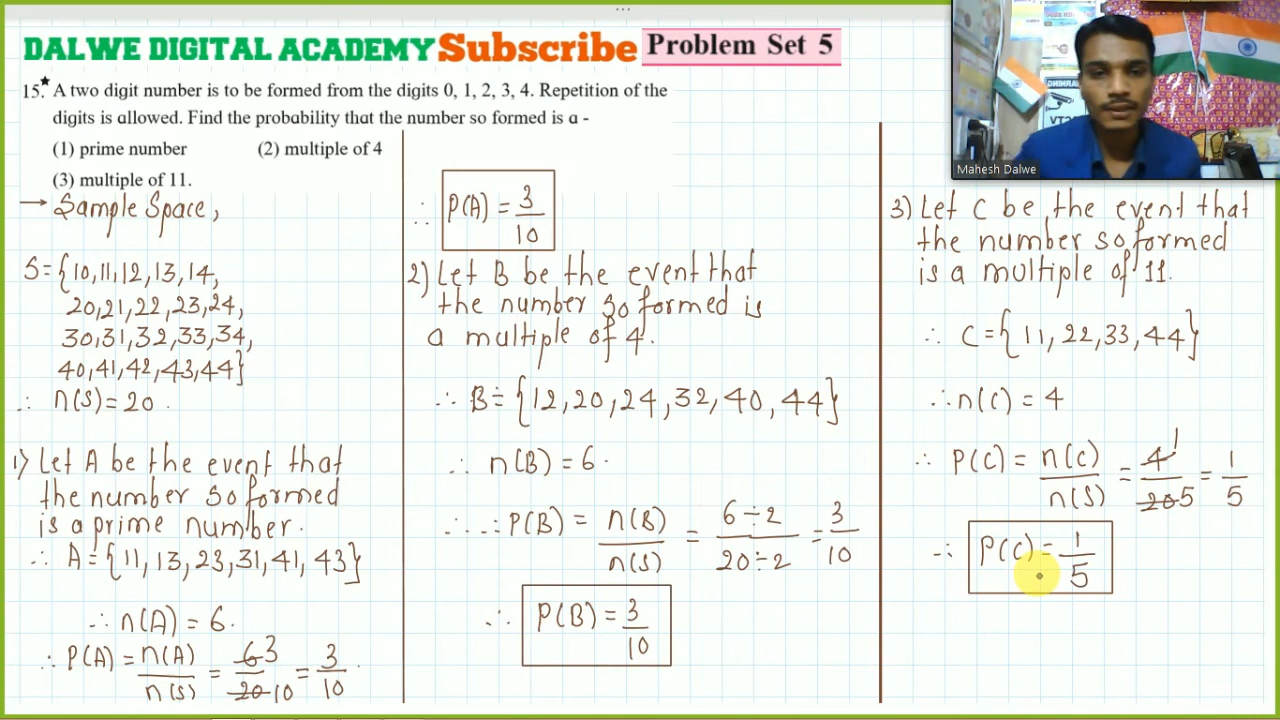 DALWE DIGITAL ACADEMY Subscribe Problem Set 5
15.* A two digit number is to be formed from the digits 0, 1, 2, 3, 4. Repetition of the
digits is allowed. Find the probability that the number so formed is a -
(1) prime number (2) multiple of 4
(3) multiple of 11.
→ Sample Space,
S={10,11,12,13,14,
20,21,22,23,24,
30,31,32,33,34,
40,41,42,43,44}
∴ n(S)=20.
1) Let A be the event that
the number so formed
is a prime number.
∴ A={11,13,23,31,41,43}
∴ n(A)=6.
∴ P(A) = n(A)/n(S) = 6 3/20 10 = 3/10.
∴ P(A) = 3/10
2) Let B be the event that
the number so formed is
a multiple of 4.
∴ B = {12,20,24,32,40,44}
∴ n(B)=6.
∴ ∴ P(B) = n(B)/n(S) = 6÷2/20÷2 = 3/10
∴ P(B) = 3/10
3) Let C be the event that
the number so formed
is a multiple of 11.
∴ C={11,22,33,44}
∴ n(C) = 4
∴ P(C) = n(C)/n(S) = 4 1/20 5 = 1/5
∴ P(C) = 1/5
Mahesh Dalwe